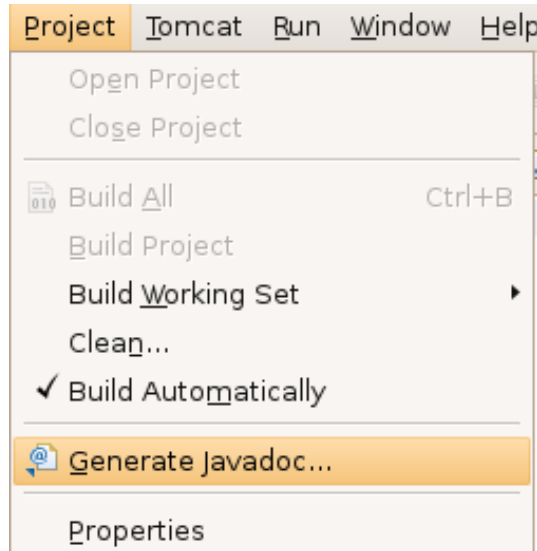 Project Tomcat Run Window Help
Open Project
Close Project
Build All Ctrl+B
Build Project
Build Working Set
Clean...
Build Automatically
Generate Javadoc...
Properties